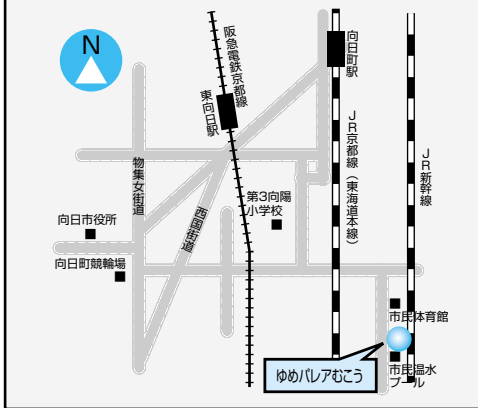 N
阪急電鉄京都線
東向日駅
向日町駅
JR京都線(東海道本線)
JR新幹線
物集女街道
西国街道
第3向陽
小学校
向日市役所
向日町競輪場
市民体育館
ゆめパレアむこう
市民温水
プール